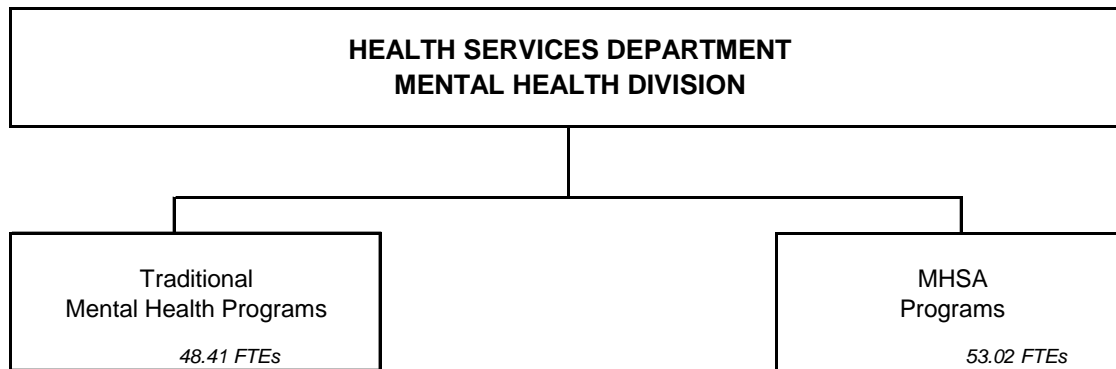 HEALTH SERVICES DEPARTMENT
MENTAL HEALTH DIVISION
Traditional
Mental Health Programs
48.41 FTEs
MHSA
Programs
53.02 FTEs